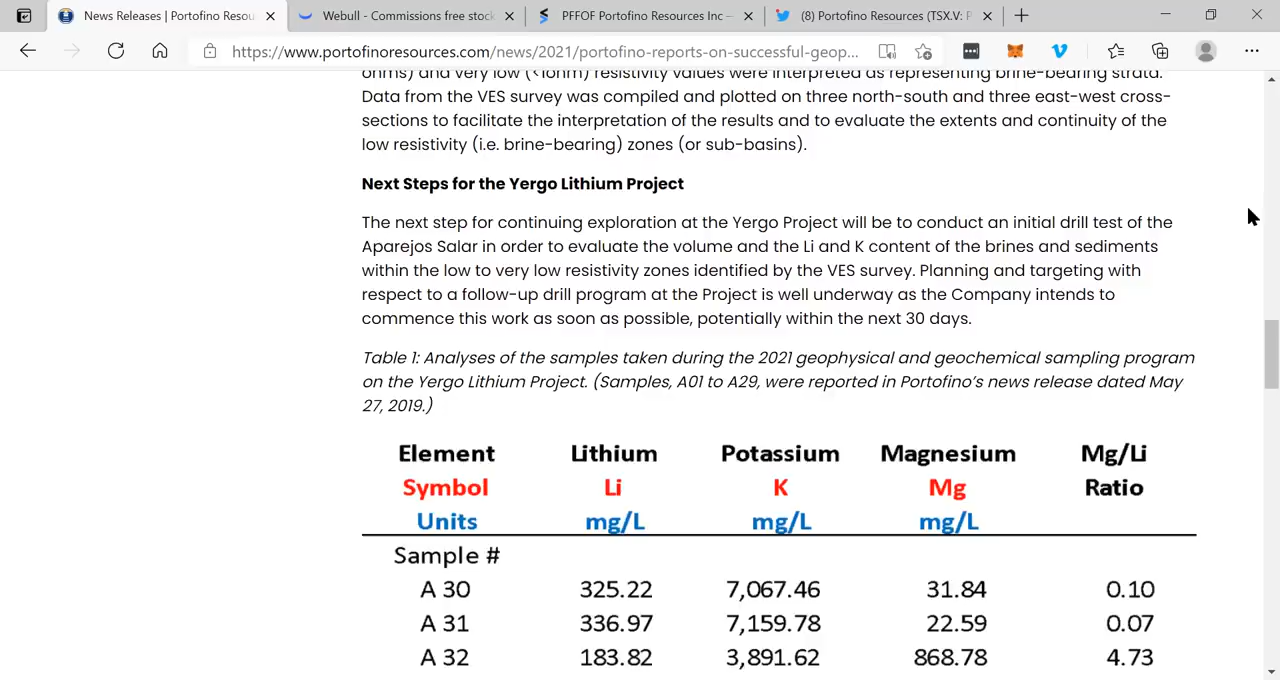 News Releases | Portofino Resou
Webull - Commissions free stoc
PFFOF Portofino Resources Inc –
(8) Portofino Resources (TSX.V: P
https://www.portofinoresources.com/news/2021/portofino-reports-on-successful-geop...
ohms) and very low (<1ohm) resistivity values were interpreted as representing brine-bearing strata.
Data from the VES survey was compiled and plotted on three north-south and three east-west cross-
sections to facilitate the interpretation of the results and to evaluate the extents and continuity of the
low resistivity (i.e. brine-bearing) zones (or sub-basins).
Next Steps for the Yergo Lithium Project
The next step for continuing exploration at the Yergo Project will be to conduct an initial drill test of the
Aparejos Salar in order to evaluate the volume and the Li and K content of the brines and sediments
within the low to very low resistivity zones identified by the VES survey. Planning and targeting with
respect to a follow-up drill program at the Project is well underway as the Company intends to
commence this work as soon as possible, potentially within the next 30 days.
Table 1: Analyses of the samples taken during the 2021 geophysical and geochemical sampling program
on the Yergo Lithium Project. (Samples, A01 to A29, were reported in Portofino's news release dated May
27, 2019.)
Element Lithium Potassium Magnesium Mg/Li
Symbol Li K Mg Ratio
Units mg/L mg/L mg/L
Sample #
A 30 325.22 7,067.46 31.84 0.10
A 31 336.97 7,159.78 22.59 0.07
A 32 183.82 3,891.62 868.78 4.73